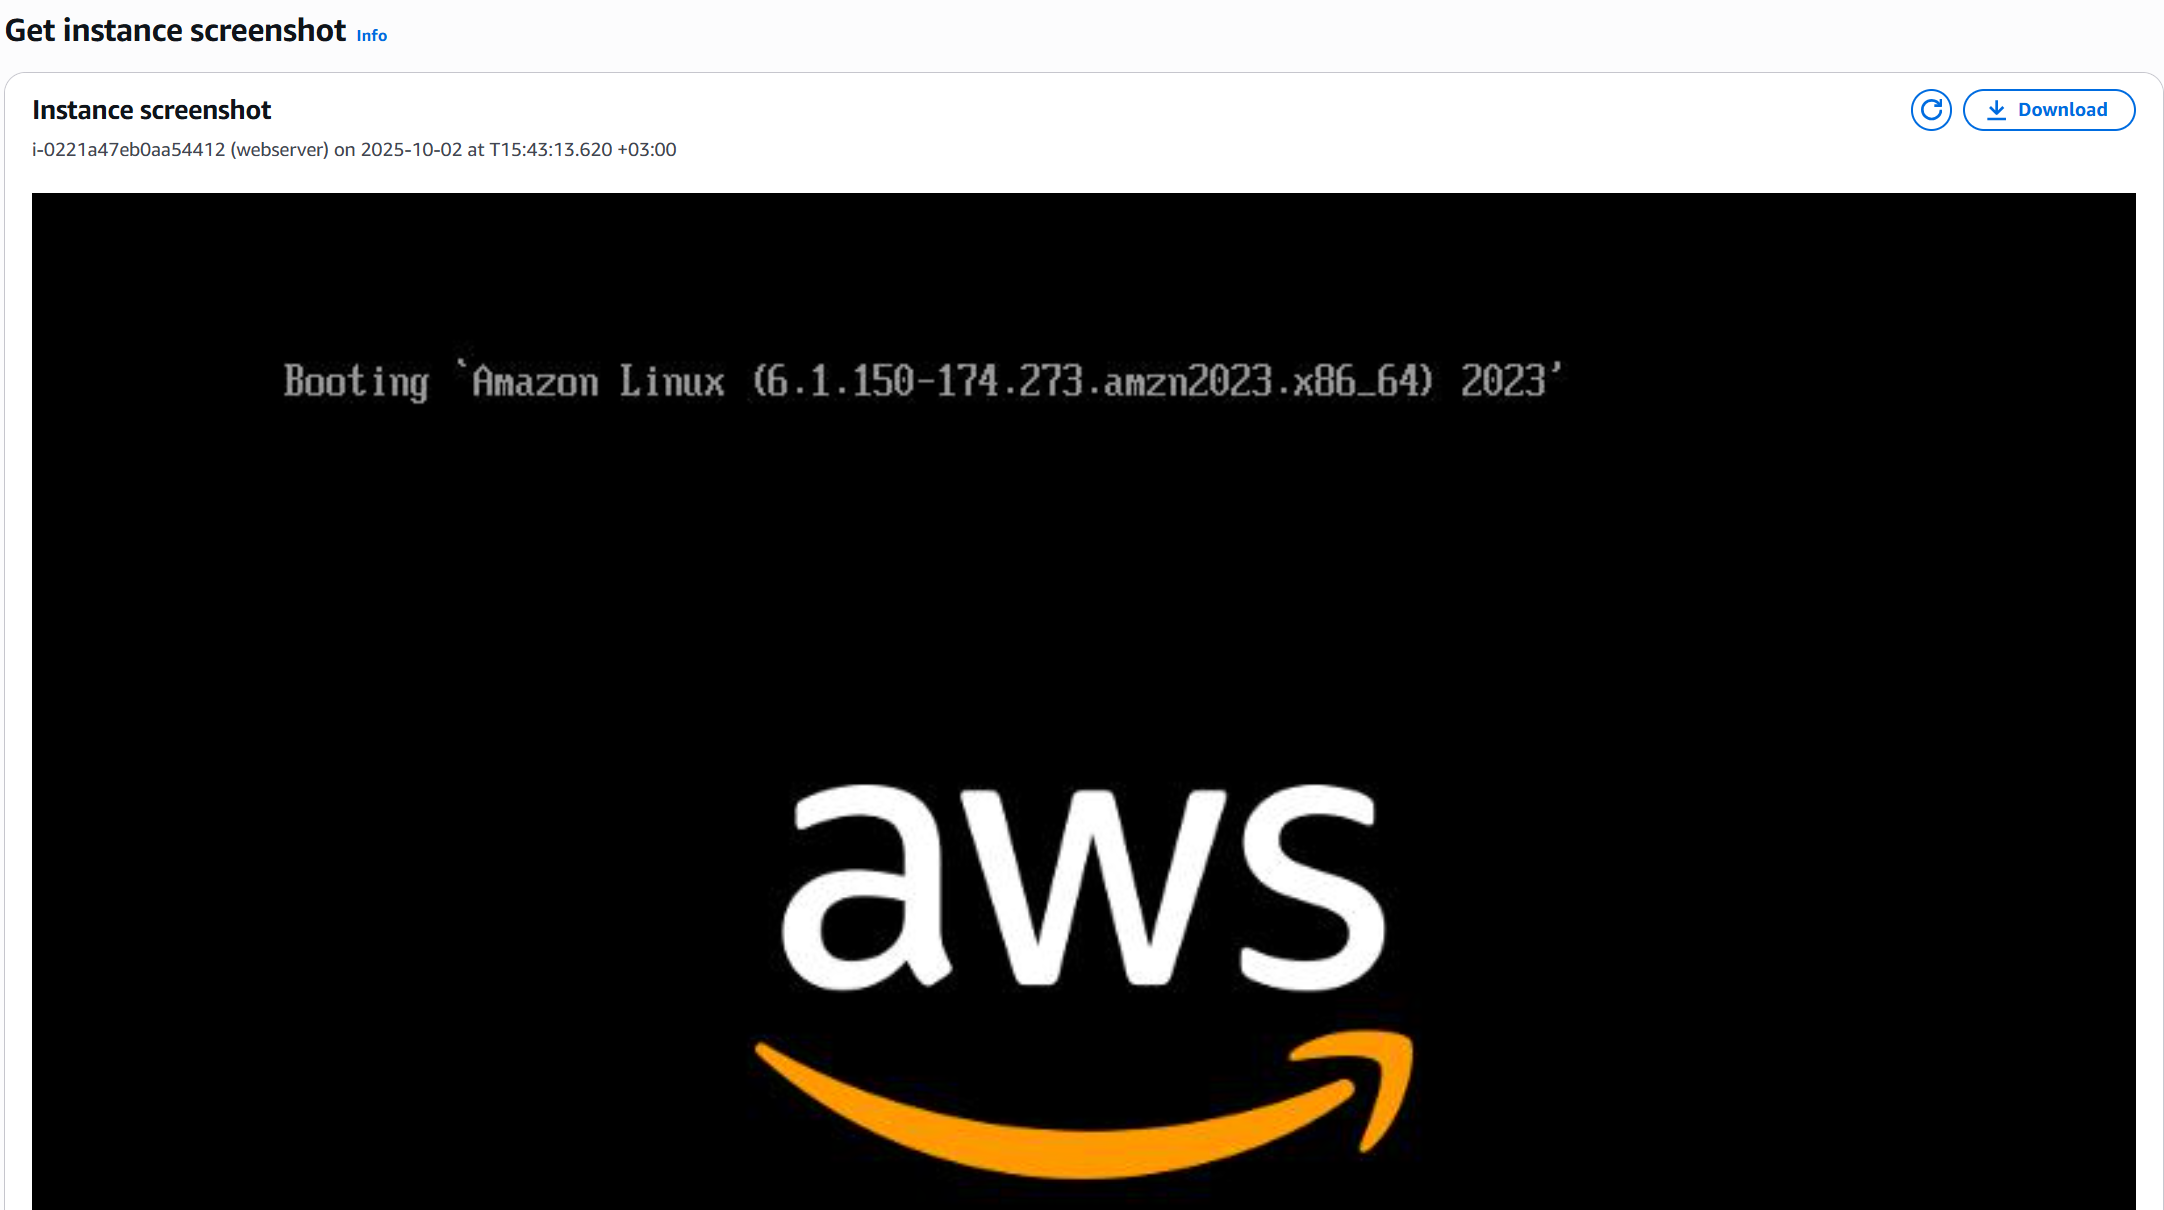 Get instance screenshot Info
Instance screenshot
Download
i-0221a47eb0aa54412 (webserver) on 2025-10-02 at T15:43:13.620 +03:00
Booting `Amazon Linux (6.1.150-174.273.amzn2023.x86_64) 2023'
aws